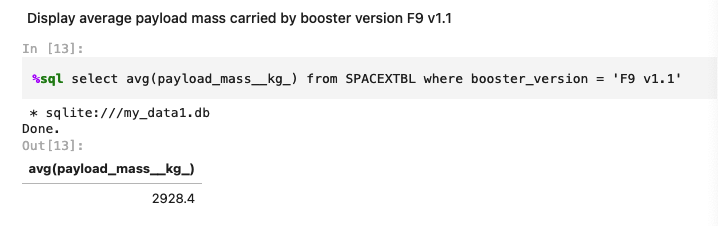 Display average payload mass carried by booster version F9 v1.1
In [13]:
%sql select avg(payload_mass__kg_) from SPACEXTBL where booster_version = 'F9 v1.1'
* sqlite:///my_data1.db
Done.
Out[13]:
avg(payload_mass__kg_)
2928.4